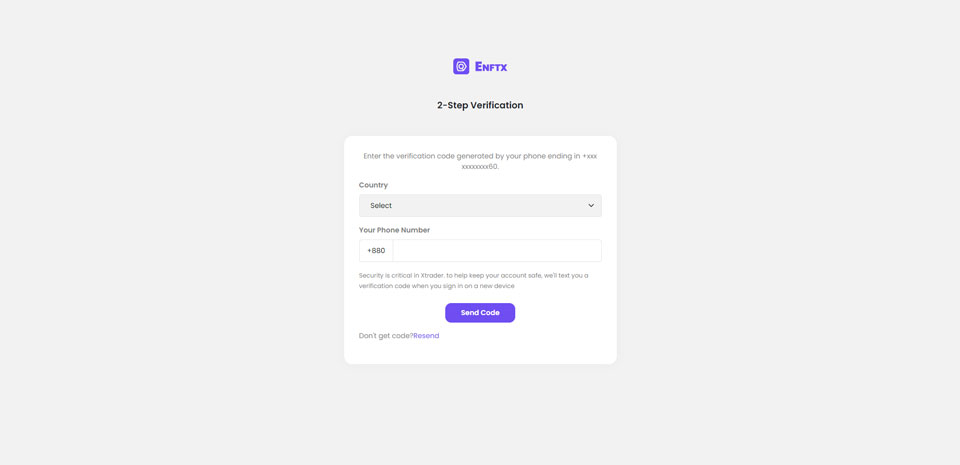 ENFTX
2-Step Verification
Enter the verification code generated by your phone ending in +xxx
xxxxxxxx60.
Country
Select
Your Phone Number
+880
Security is critical in Xtrader. to help keep your account safe, we'll text you a
verification code when you sign in on a new device
Send Code
Don't get code?Resend